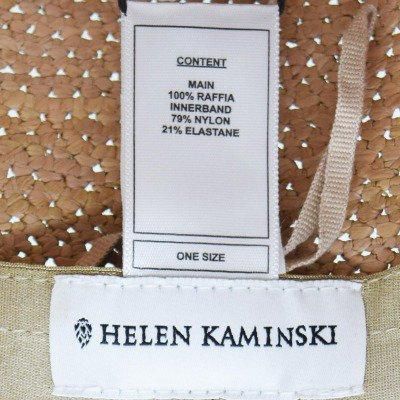 CONTENT
MAIN
100% RAFFIA
INNERBAND
79% NYLON
21% ELASTANE
ONE SIZE
HELEN KAMINSKI